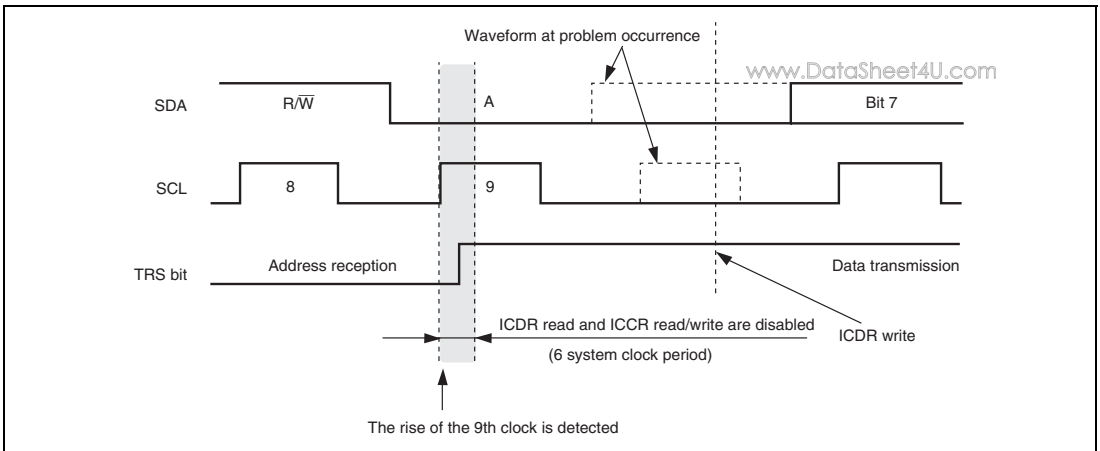 Waveform at problem occurrence
www.DataSheet4U.com
SDA
R/W̅
A
Bit 7
SCL
8
9
TRS bit
Address reception
Data transmission
ICDR read and ICCR read/write are disabled
(6 system clock period)
ICDR write
The rise of the 9th clock is detected